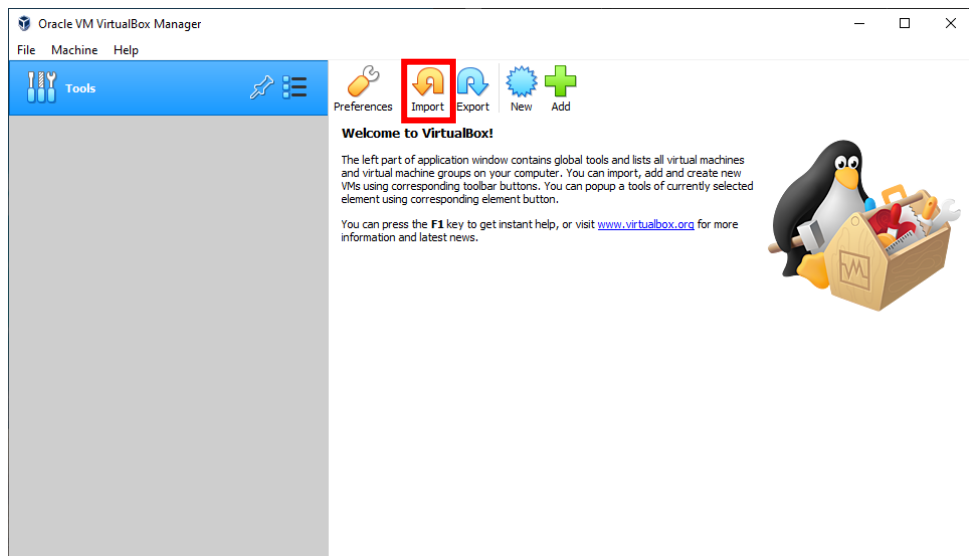 Oracle VM VirtualBox Manager
File Machine Help
Tools
Preferences Import Export New Add
Welcome to VirtualBox!
The left part of application window contains global tools and lists all virtual machines
and virtual machine groups on your computer. You can import, add and create new
VMs using corresponding toolbar buttons. You can popup a tools of currently selected
element using corresponding element button.
You can press the F1 key to get instant help, or visit www.virtualbox.org for more
information and latest news.